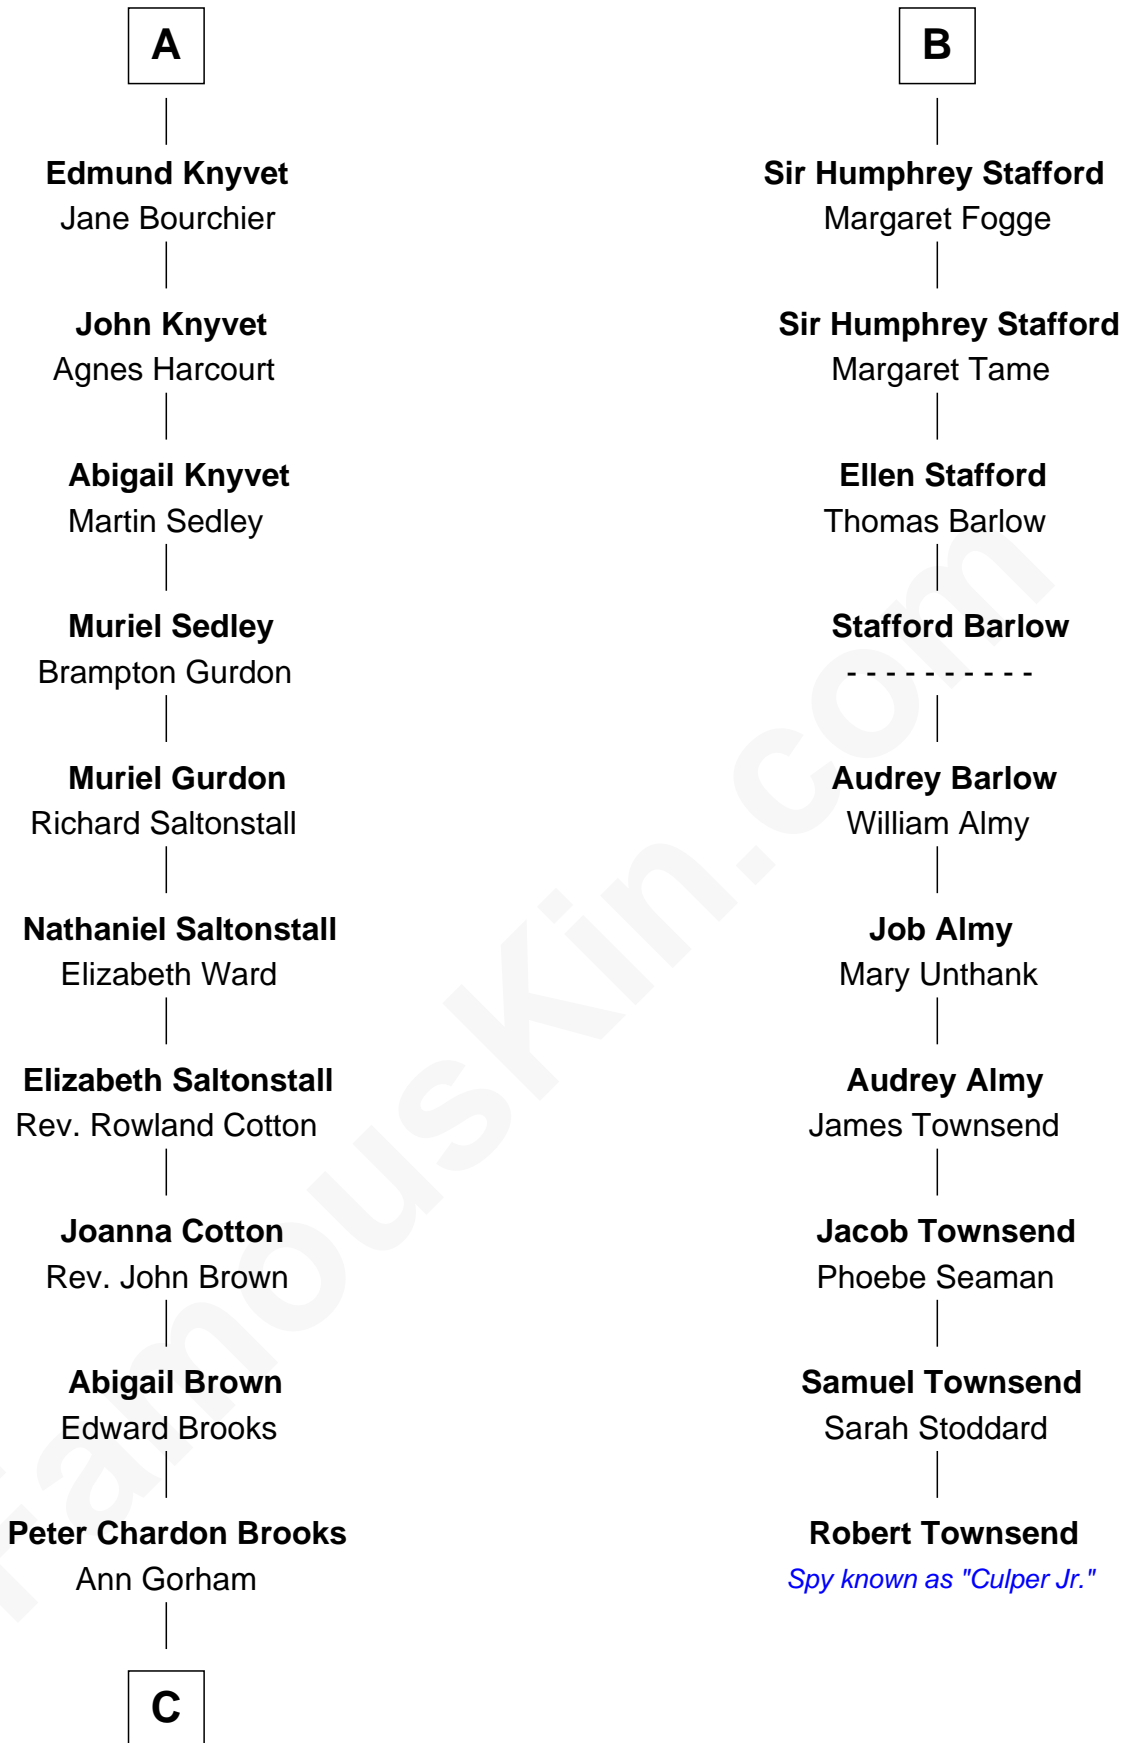 A
Edmund Knyvet
Jane Bourchier
John Knyvet
Agnes Harcourt
Abigail Knyvet
Martin Sedley
Muriel Sedley
Brampton Gurdon
Muriel Gurdon
Richard Saltonstall
Nathaniel Saltonstall
Elizabeth Ward
Elizabeth Saltonstall
Rev. Rowland Cotton
Joanna Cotton
Rev. John Brown
Abigail Brown
Edward Brooks
Peter Chardon Brooks
Ann Gorham
C
B
Sir Humphrey Stafford
Margaret Fogge
Sir Humphrey Stafford
Margaret Tame
Ellen Stafford
Thomas Barlow
Stafford Barlow
- - - - - - - - - -
Audrey Barlow
William Almy
Job Almy
Mary Unthank
Audrey Almy
James Townsend
Jacob Townsend
Phoebe Seaman
Samuel Townsend
Sarah Stoddard
Robert Townsend
Spy known as "Culper Jr."
FamousKin.com